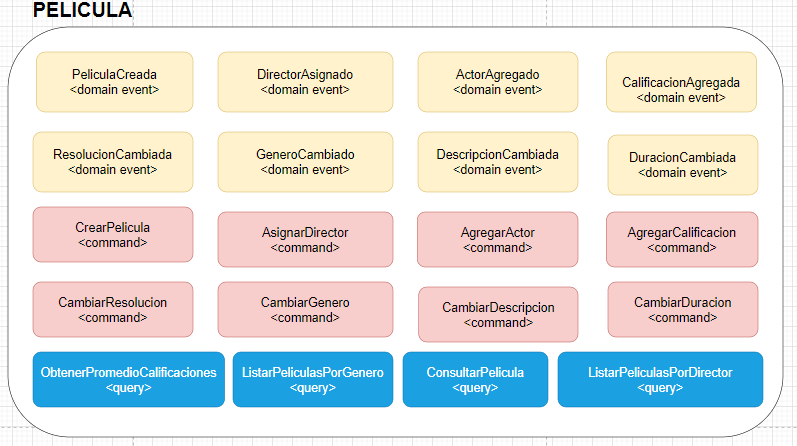 PELICULA
PeliculaCreada
<domain event>
DirectorAsignado
<domain event>
ActorAgregado
<domain event>
CalificacionAgregada
<domain event>
ResolucionCambiada
<domain event>
GeneroCambiado
<domain event>
DescripcionCambiada
<domain event>
DuracionCambiada
<domain event>
CrearPelicula
<command>
AsignarDirector
<command>
AgregarActor
<command>
AgregarCalificacion
<command>
CambiarResolucion
<command>
CambiarGenero
<command>
CambiarDescripcion
<command>
CambiarDuracion
<command>
ObtenerPromedioCalificaciones
<query>
ListarPeliculasPorGenero
<query>
ConsultarPelicula
<query>
ListarPeliculasPorDirector
<query>